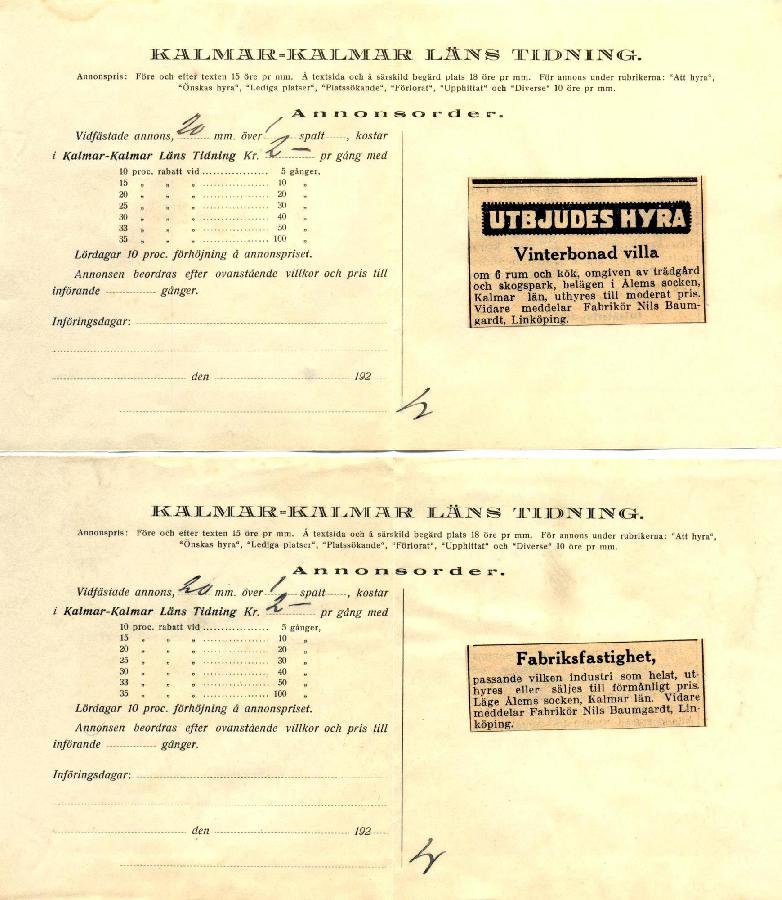 KALMAR-KALMAR LÄNS TIDNING.
Annonspris: Före och efter texten 15 öre pr mm. Å textsida och å särskild begärd plats 18 öre pr mm. För annons under rubrikerna: "Att hyra",
"Önskas hyra", "Lediga platser", "Platssökande", "Förlorat", "Upphittat" och "Diverse" 10 öre pr mm.
Annonsorder.
Vidfästade annons, 20 mm. över 1 spalt, kostar
i Kalmar-Kalmar Läns Tidning Kr. 2 — pr gång med
10 proc. rabatt vid 5 gånger,
15 „ „ „ 10 „
20 „ „ „ 20 „
25 „ „ „ 30 „
30 „ „ „ 40 „
33 „ „ „ 50 „
35 „ „ „ 100 „
Lördagar 10 proc. förhöjning å annonspriset.
Annonsen beordras efter ovanstående villkor och pris till
införande gånger.
Införingsdagar:
den 192
UTBJUDES HYRA
Vinterbonad villa
om 6 rum och kök, omgiven av trädgård
och skogspark, belägen i Ålems socken,
Kalmar län, uthyres till moderat pris.
Vidare meddelar Fabrikör Nils Baum-
gardt, Linköping.
KALMAR-KALMAR LÄNS TIDNING.
Annonspris: Före och efter texten 15 öre pr mm. Å textsida och å särskild begärd plats 18 öre pr mm. För annons under rubrikerna: "Att hyra",
"Önskas hyra", "Lediga platser", "Platssökande", "Förlorat", "Upphittat" och "Diverse" 10 öre pr mm.
Annonsorder.
Vidfästade annons, 20 mm. över 1 spalt, kostar
i Kalmar-Kalmar Läns Tidning Kr. 2 — pr gång med
10 proc. rabatt vid 5 gånger,
15 „ „ „ 10 „
20 „ „ „ 20 „
25 „ „ „ 30 „
30 „ „ „ 40 „
33 „ „ „ 50 „
35 „ „ „ 100 „
Lördagar 10 proc. förhöjning å annonspriset.
Annonsen beordras efter ovanstående villkor och pris till
införande gånger.
Införingsdagar:
den 192
Fabriksfastighet,
passande vilken industri som helst, ut-
hyres eller säljes till förmånligt pris.
Läge Ålems socken, Kalmar län. Vidare
meddelar Fabrikör Nils Baumgardt, Lin-
köping.